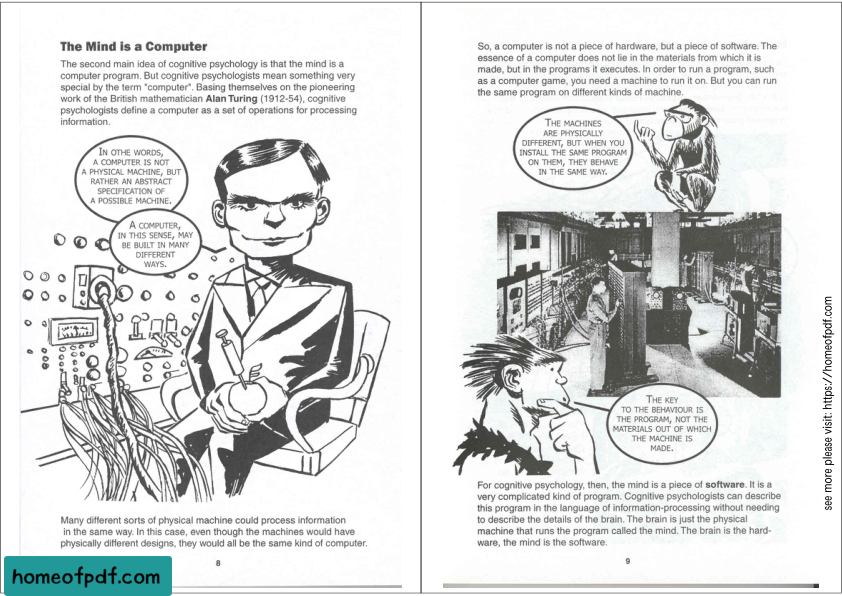 The Mind is a Computer
The second main idea of cognitive psychology is that the mind is a
computer program. But cognitive psychologists mean something very
special by the term "computer". Basing themselves on the pioneering
work of the British mathematician Alan Turing (1912-54), cognitive
psychologists define a computer as a set of operations for processing
information.
IN OTHE WORDS,
A COMPUTER IS NOT
A PHYSICAL MACHINE, BUT
RATHER AN ABSTRACT
SPECIFICATION OF
A POSSIBLE MACHINE.
A COMPUTER,
IN THIS SENSE, MAY
BE BUILT IN MANY
DIFFERENT
WAYS.
Many different sorts of physical machine could process information
in the same way. In this case, even though the machines would have
physically different designs, they would all be the same kind of computer.
8
homeofpdf.com
So, a computer is not a piece of hardware, but a piece of software. The
essence of a computer does not lie in the materials from which it is
made, but in the programs it executes. In order to run a program, such
as a computer game, you need a machine to run it on. But you can run
the same program on different kinds of machine.
THE MACHINES
ARE PHYSICALLY
DIFFERENT, BUT WHEN YOU
INSTALL THE SAME PROGRAM
ON THEM, THEY BEHAVE
IN THE SAME WAY.
THE KEY
TO THE BEHAVIOUR IS
THE PROGRAM, NOT THE
MATERIALS OUT OF WHICH
THE MACHINE IS
MADE.
For cognitive psychology, then, the mind is a piece of software. It is a
very complicated kind of program. Cognitive psychologists can describe
this program in the language of information-processing without needing
to describe the details of the brain. The brain is just the physical
machine that runs the program called the mind. The brain is the hard-
ware, the mind is the software.
9
see more please visit: https://homeofpdf.com